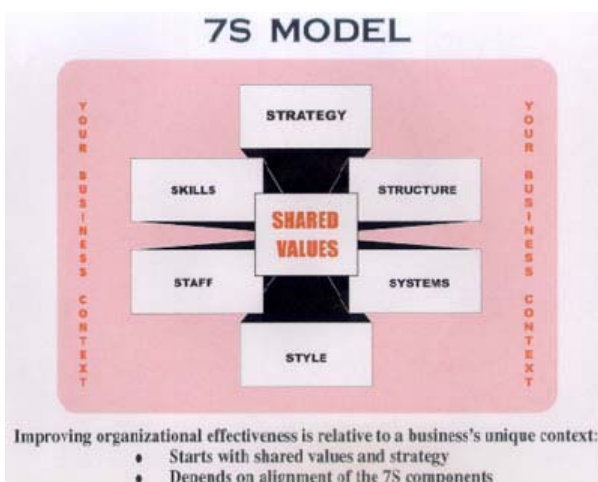 7S MODEL
YOUR BUSINESS CONTEXT
STRATEGY
YOUR BUSINESS CONTEXT
SKILLS
STRUCTURE
SHARED
VALUES
STAFF
SYSTEMS
STYLE
Improving organizational effectiveness is relative to a business's unique context:
Starts with shared values and strategy
Depends on alignment of the 7S components